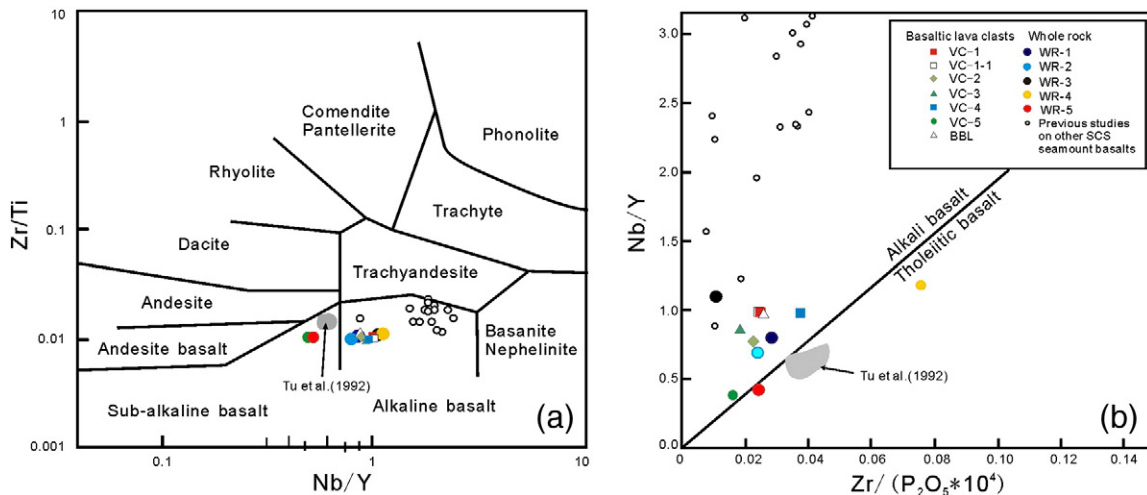 10
1
0.1
0.01
0.001
Zr/Ti
Comendite
Pantellerite
Phonolite
Rhyolite
Trachyte
Dacite
Trachyandesite
Andesite
Andesite basalt
Basanite
Nephelinite
Tu et al.(1992)
Sub-alkaline basalt
Alkaline basalt
(a)
0.1
1
10
Nb/Y
3.0
2.5
2.0
1.5
1.0
0.5
0.0
Nb/Y
Basaltic lava clasts
VC-1
VC-1-1
VC-2
VC-3
VC-4
VC-5
BBL
Whole rock
WR-1
WR-2
WR-3
WR-4
WR-5
Previous studies
on other SCS
seamount basalts
Alkali basalt
Tholeiitic basalt
Tu et al.(1992)
(b)
0
0.02
0.04
0.06
0.08
0.10
0.12
0.14
Zr/ (P₂O₅*10⁴)